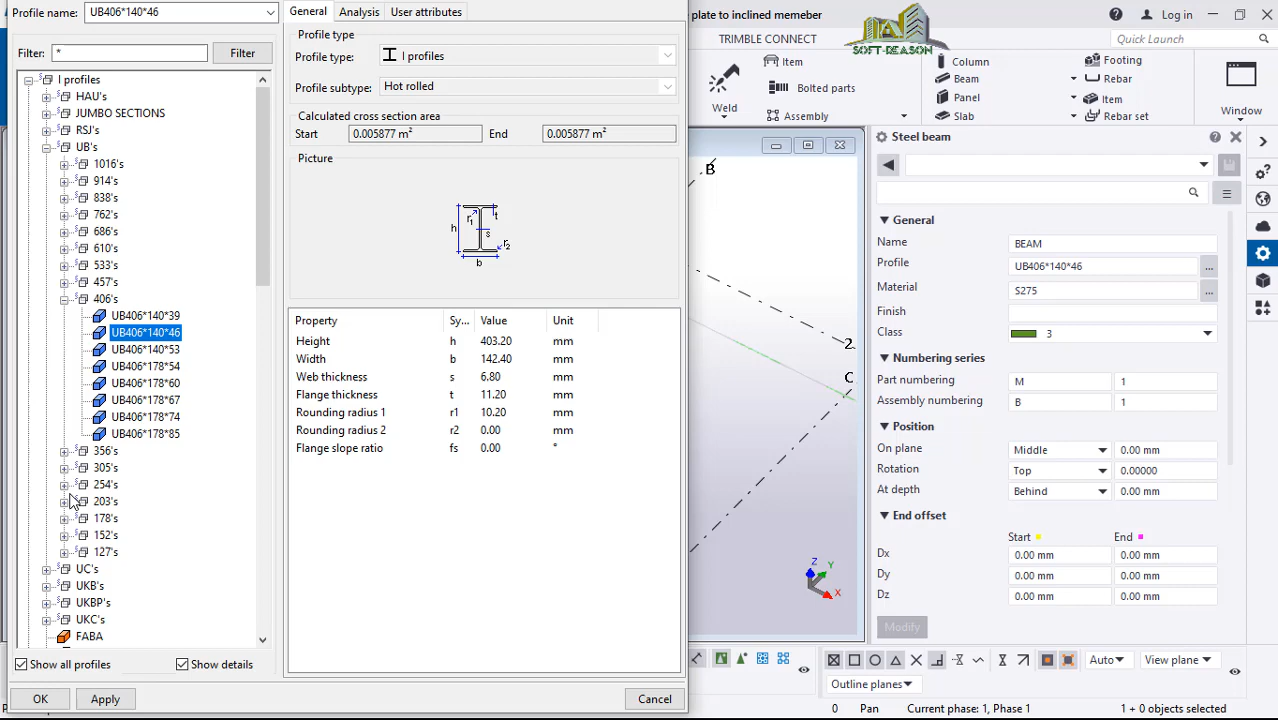 Profile name: UB406*140*46
Filter: * Filter
I profiles
HAU's
JUMBO SECTIONS
RSJ's
UB's
1016's
914's
838's
762's
686's
610's
533's
457's
406's
UB406*140*39
UB406*140*46
UB406*140*53
UB406*178*54
UB406*178*60
UB406*178*67
UB406*178*74
UB406*178*85
356's
305's
254's
203's
178's
152's
127's
UC's
UKB's
UKBP's
UKC's
FABA
Show all profiles Show details
OK Apply Cancel
General Analysis User attributes
Profile type
Profile type: I profiles
Profile subtype: Hot rolled
Calculated cross section area
Start 0.005877 m² End 0.005877 m²
Picture
h r1 t s r2 b
Property Sy... Value Unit
Height h 403.20 mm
Width b 142.40 mm
Web thickness s 6.80 mm
Flange thickness t 11.20 mm
Rounding radius 1 r1 10.20 mm
Rounding radius 2 r2 0.00 mm
Flange slope ratio fs 0.00 °
plate to inclined memeber
SOFT-REASON
Log in
TRIMBLE CONNECT
Quick Launch
Weld
Item
Bolted parts
Assembly
Column
Beam
Panel
Slab
Footing
Rebar
Item
Rebar set
Window
B
2
C
Z
Y
X
Steel beam
General
Name BEAM
Profile UB406*140*46 ...
Material S275 ...
Finish
Class 3
Numbering series
Part numbering M 1
Assembly numbering B 1
Position
On plane Middle 0.00 mm
Rotation Top 0.00000
At depth Behind 0.00 mm
End offset
Start End
Dx 0.00 mm 0.00 mm
Dy 0.00 mm 0.00 mm
Dz 0.00 mm 0.00 mm
Modify
Auto View plane
Outline planes
0 Pan Current phase: 1, Phase 1 1 + 0 objects selected